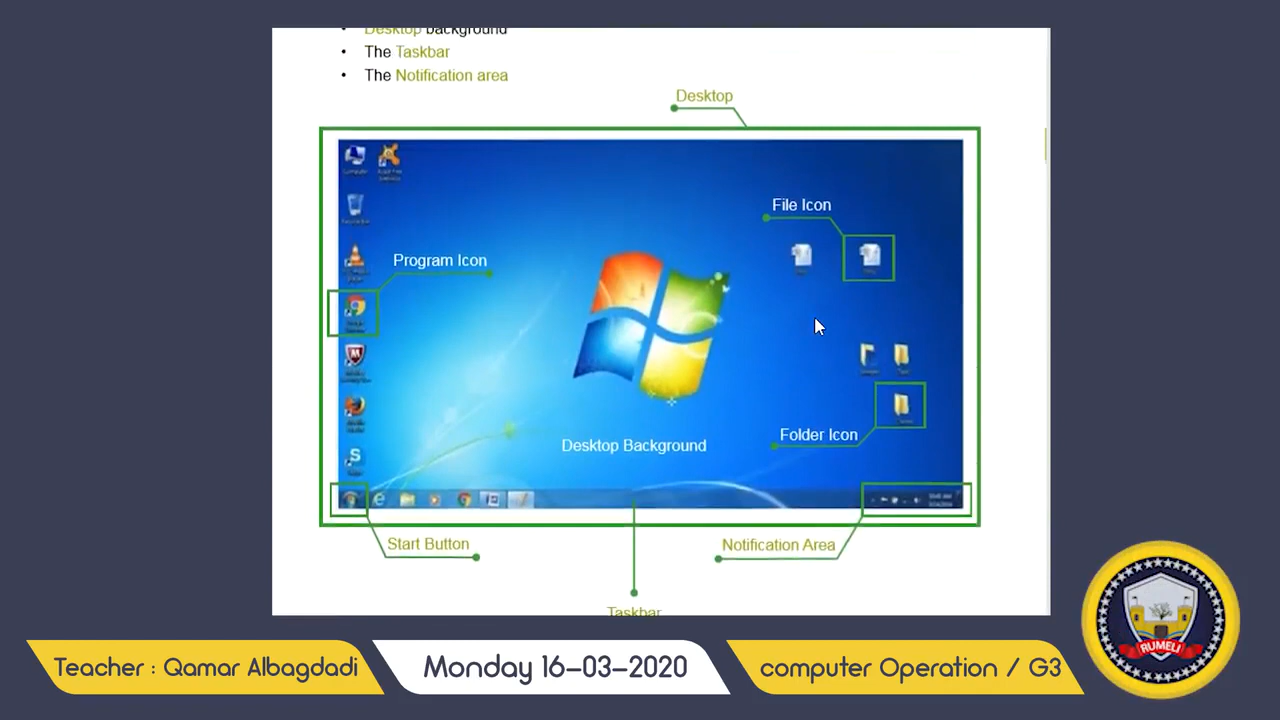 • Desktop background
• The Taskbar
• The Notification area
Desktop
File Icon
Program Icon
Computer
Folder Icon
Desktop Background
Start Button
Notification Area
Taskbar
RUMELI
Teacher : Qamar Albagdadi
Monday 16-03-2020
computer Operation / G3